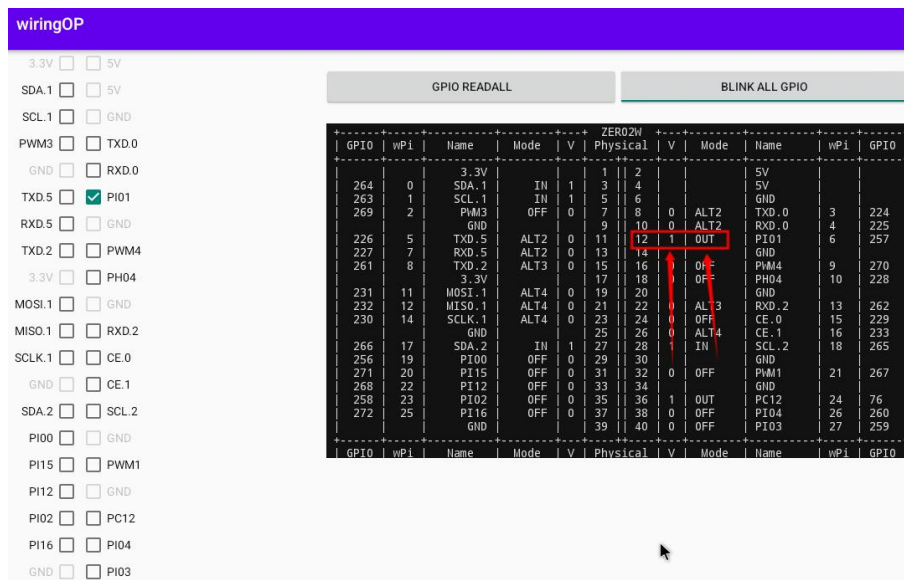 wiringOP
3.3V 5V
SDA.1 5V
SCL.1 GND
PWM3 TXD.0
GND RXD.0
TXD.5 PI01
RXD.5 GND
TXD.2 PWM4
3.3V PH04
MOSI.1 GND
MISO.1 RXD.2
SCLK.1 CE.0
GND CE.1
SDA.2 SCL.2
PI00 GND
PI15 PWM1
PI12 GND
PI02 PC12
PI16 PI04
GND PI03
GPIO READALL BLINK ALL GPIO
+------+-----+----------+--------+---+ ZERO2W +---+--------+----------+-----+------
| GPIO | wPi | Name | Mode | V | Physical | V | Mode | Name | wPi | GPIO
+------+-----+----------+--------+---+----++----+---+--------+----------+-----+------
| | | 3.3V | | | 1 || 2 | | | 5V | |
| 264 | 0 | SDA.1 | IN | 1 | 3 || 4 | | | 5V | |
| 263 | 1 | SCL.1 | IN | 1 | 5 || 6 | | | GND | |
| 269 | 2 | PWM3 | OFF | 0 | 7 || 8 | 0 | ALT2 | TXD.0 | 3 | 224
| | | GND | | | 9 || 10 | 0 | ALT2 | RXD.0 | 4 | 225
| 226 | 5 | TXD.5 | ALT2 | 0 | 11 || 12 | 1 | OUT | PI01 | 6 | 257
| 227 | 7 | RXD.5 | ALT2 | 0 | 13 || 14 | | | GND | |
| 261 | 8 | TXD.2 | ALT3 | 0 | 15 || 16 | 0 | OFF | PWM4 | 9 | 270
| | | 3.3V | | | 17 || 18 | 0 | OFF | PH04 | 10 | 228
| 231 | 11 | MOSI.1 | ALT4 | 0 | 19 || 20 | | | GND | |
| 232 | 12 | MISO.1 | ALT4 | 0 | 21 || 22 | 0 | ALT3 | RXD.2 | 13 | 262
| 230 | 14 | SCLK.1 | ALT4 | 0 | 23 || 24 | 0 | OFF | CE.0 | 15 | 229
| | | GND | | | 25 || 26 | 0 | ALT4 | CE.1 | 16 | 233
| 266 | 17 | SDA.2 | IN | 1 | 27 || 28 | 1 | IN | SCL.2 | 18 | 265
| 256 | 19 | PI00 | OFF | 0 | 29 || 30 | | | GND | |
| 271 | 20 | PI15 | OFF | 0 | 31 || 32 | 0 | OFF | PWM1 | 21 | 267
| 268 | 22 | PI12 | OFF | 0 | 33 || 34 | | | GND | |
| 258 | 23 | PI02 | OFF | 0 | 35 || 36 | 1 | OUT | PC12 | 24 | 76
| 272 | 25 | PI16 | OFF | 0 | 37 || 38 | 0 | OFF | PI04 | 26 | 260
| | | GND | | | 39 || 40 | 0 | OFF | PI03 | 27 | 259
+------+-----+----------+--------+---+----++----+---+--------+----------+-----+------
| GPIO | wPi | Name | Mode | V | Physical | V | Mode | Name | wPi | GPIO